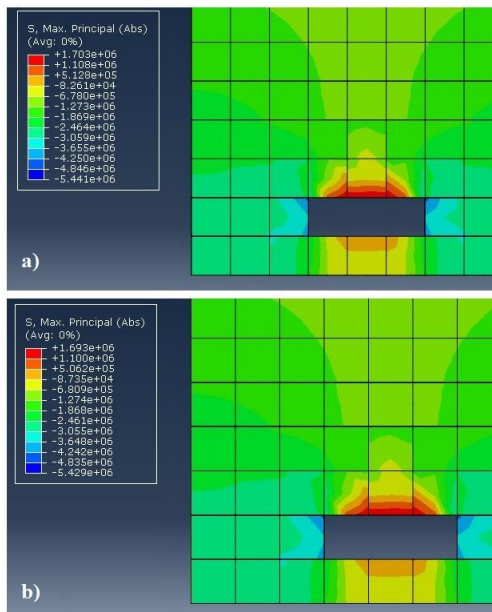 S, Max. Principal (Abs)
(Avg: 0%)
+1.703e+06
+1.108e+06
+5.128e+05
-8.261e+04
-6.780e+05
-1.273e+06
-1.869e+06
-2.464e+06
-3.059e+06
-3.655e+06
-4.250e+06
-4.846e+06
-5.441e+06
a)
S, Max. Principal (Abs)
(Avg: 0%)
+1.693e+06
+1.100e+06
+5.062e+05
-8.735e+04
-6.809e+05
-1.274e+06
-1.868e+06
-2.461e+06
-3.055e+06
-3.648e+06
-4.242e+06
-4.835e+06
-5.429e+06
b)